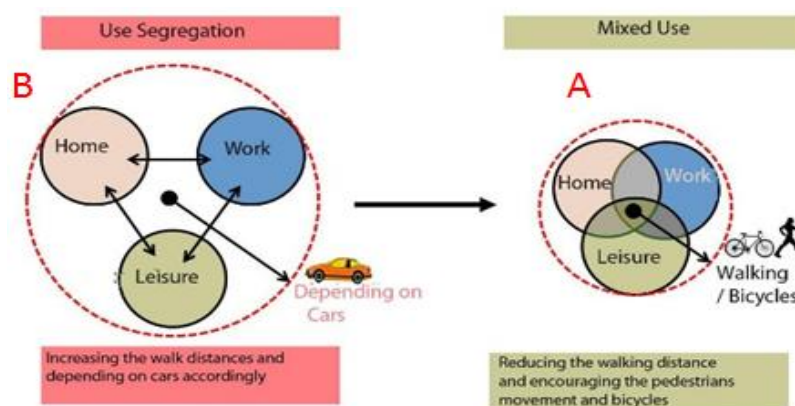 Use Segregation
Mixed Use
B
A
Home
Work
Leisure
Depending on
Cars
Home
Work
Leisure
Walking
/ Bicycles
Increasing the walk distances and
depending on cars accordingly
Reducing the walking distance
and encouraging the pedestrians
movement and bicycles